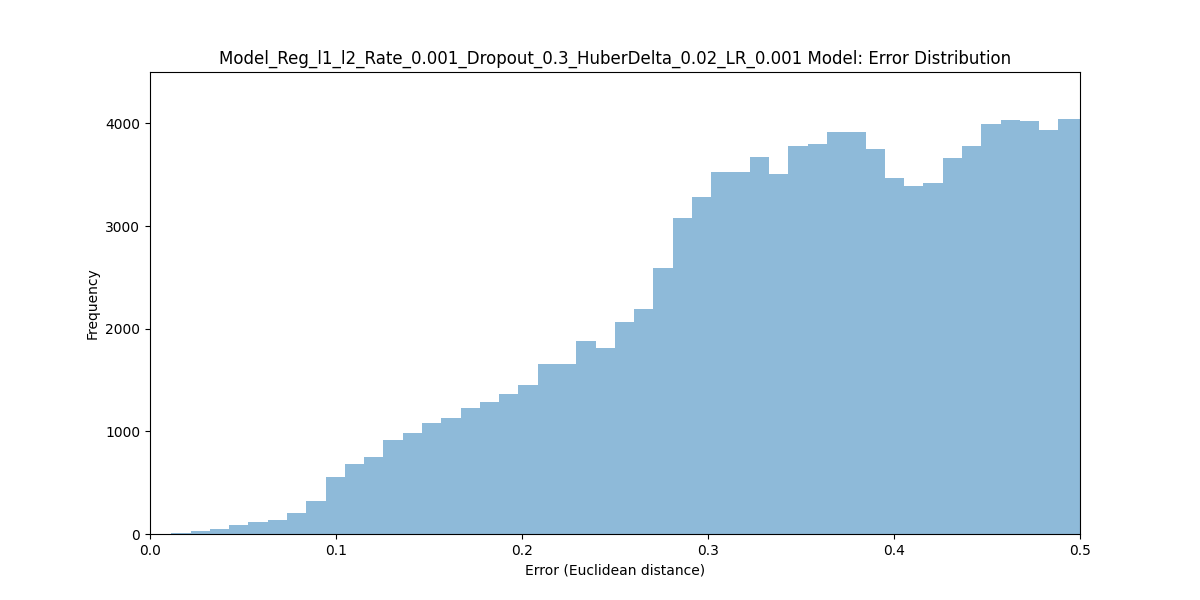 Model_Reg_l1_l2_Rate_0.001_Dropout_0.3_HuberDelta_0.02_LR_0.001 Model: Error Distribution
Frequency
4000
3000
2000
1000
0
0.0 0.1 0.2 0.3 0.4 0.5
Error (Euclidean distance)